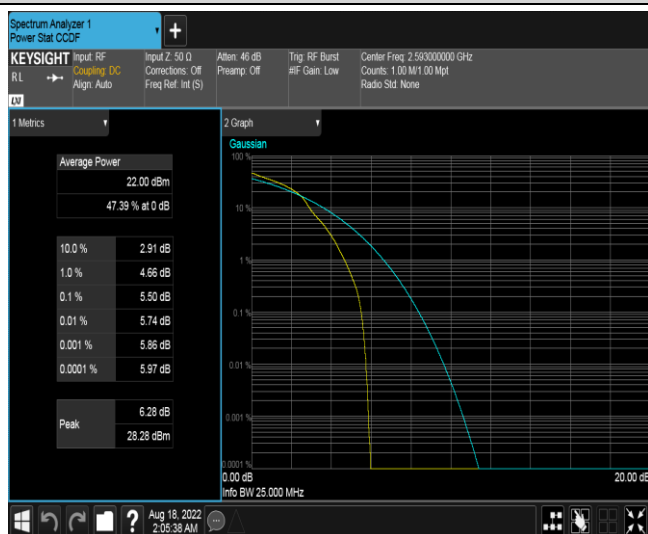 Spectrum Analyzer 1
Power Stat CCDF
+
KEYSIGHT
RL
LXI
Input: RF
Coupling: DC
Align: Auto
Input Z: 50 Ω
Corrections: Off
Freq Ref: Int (S)
Atten: 46 dB
Preamp: Off
Trig: RF Burst
#IF Gain: Low
Center Freq: 2.593000000 GHz
Counts: 1.00 M/1.00 Mpt
Radio Std: None
1 Metrics
Average Power
22.00 dBm
47.39 % at 0 dB
10.0 % 2.91 dB
1.0 % 4.66 dB
0.1 % 5.50 dB
0.01 % 5.74 dB
0.001 % 5.86 dB
0.0001 % 5.97 dB
Peak
6.28 dB
28.28 dBm
2 Graph
Gaussian
100 %
10 %
1 %
0.1 %
0.01 %
0.001 %
0.0001 %
0.00 dB 20.00 dB
Info BW 25.000 MHz
?
Aug 18, 2022
2:05:38 AM